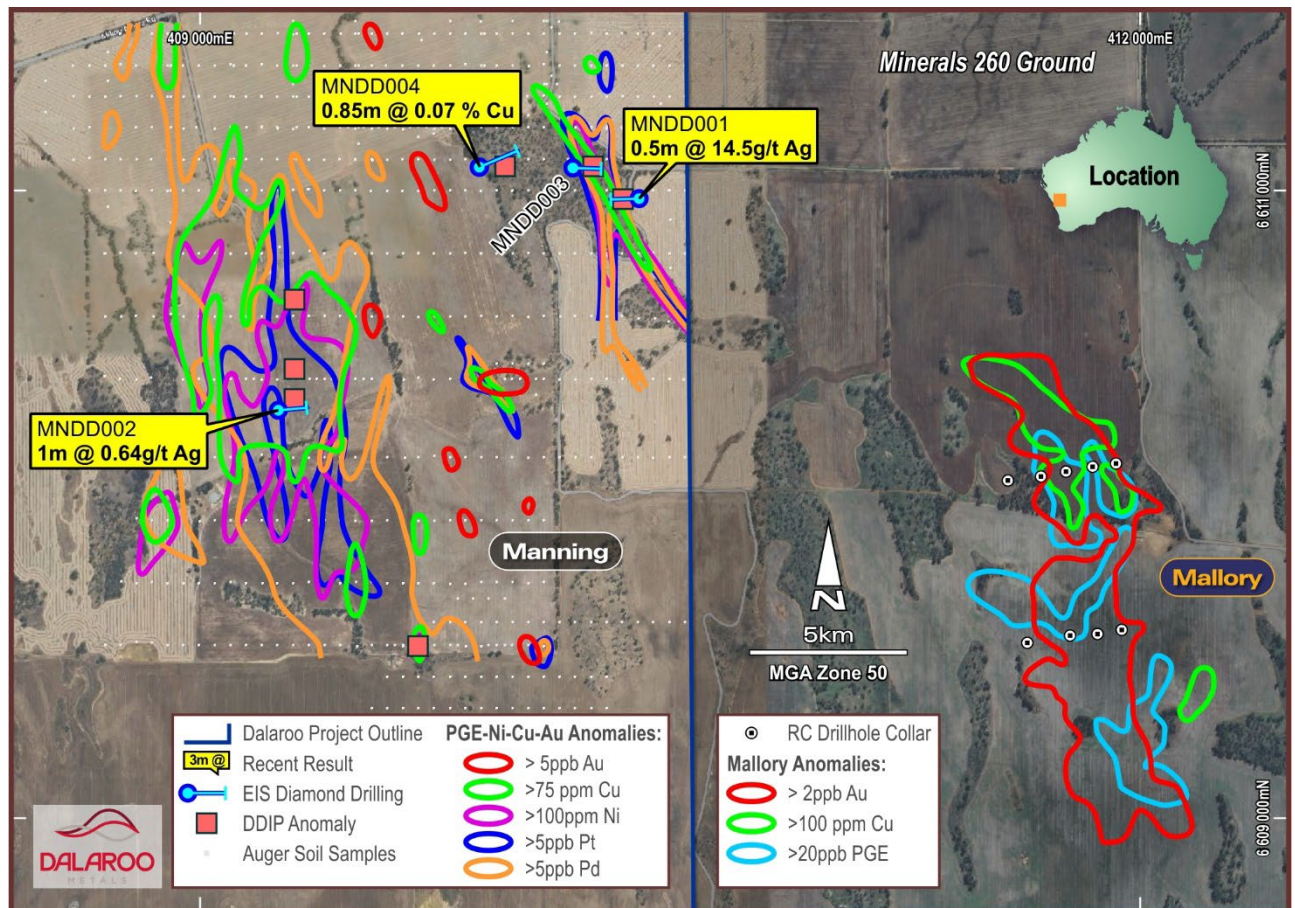 409 000mE
412 000mE
Minerals 260 Ground
MNDD004
0.85m @ 0.07 % Cu
MNDD001
0.5m @ 14.5g/t Ag
MNDD003
Location
6 611 000mN
MNDD002
1m @ 0.64g/t Ag
Manning
Mallory
N
5km
MGA Zone 50
Dalaroo Project Outline
3m @
Recent Result
EIS Diamond Drilling
DDIP Anomaly
Auger Soil Samples
PGE-Ni-Cu-Au Anomalies:
> 5ppb Au
>75 ppm Cu
>100ppm Ni
>5ppb Pt
>5ppb Pd
RC Drillhole Collar
Mallory Anomalies:
> 2ppb Au
>100 ppm Cu
>20ppb PGE
6 609 000mN
DALAROO
METALS